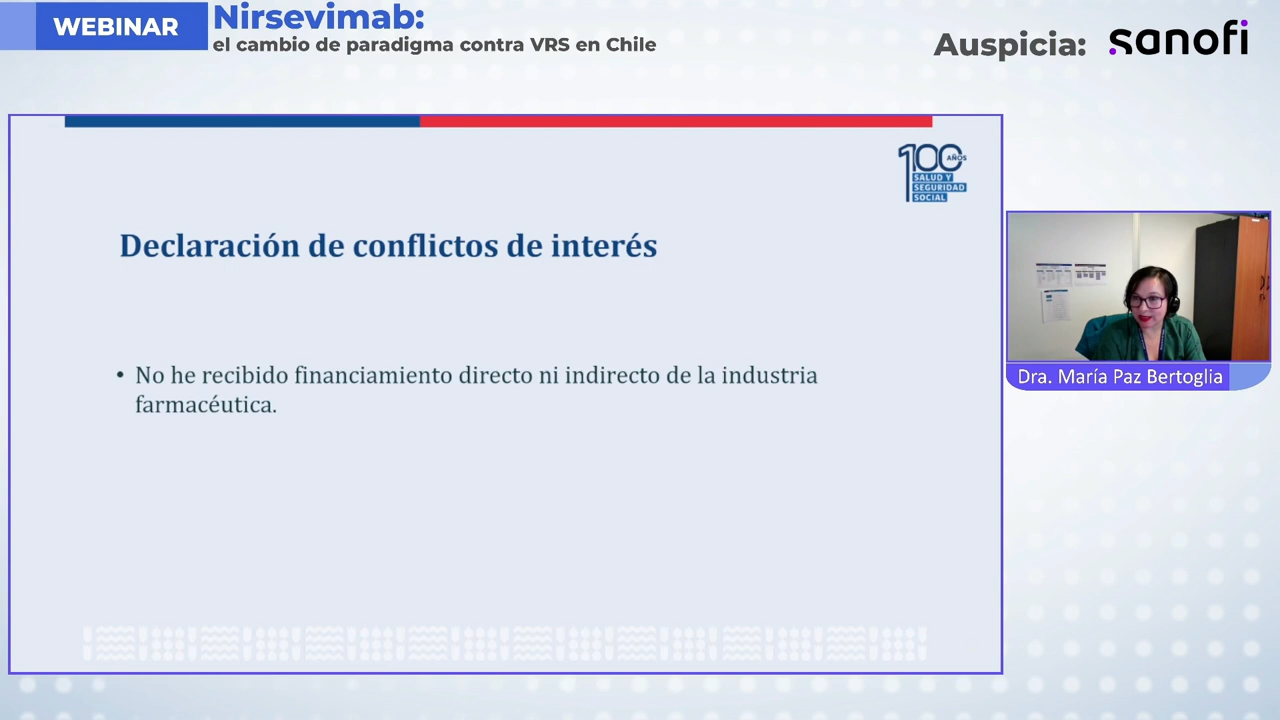 WEBINAR
Nirsevimab:
el cambio de paradigma contra VRS en Chile
Auspicia: sanofi
100 AÑOS
SALUD Y
SEGURIDAD
SOCIAL
Declaración de conflictos de interés
• No he recibido financiamiento directo ni indirecto de la industria
farmacéutica.
Dra. María Paz Bertoglia